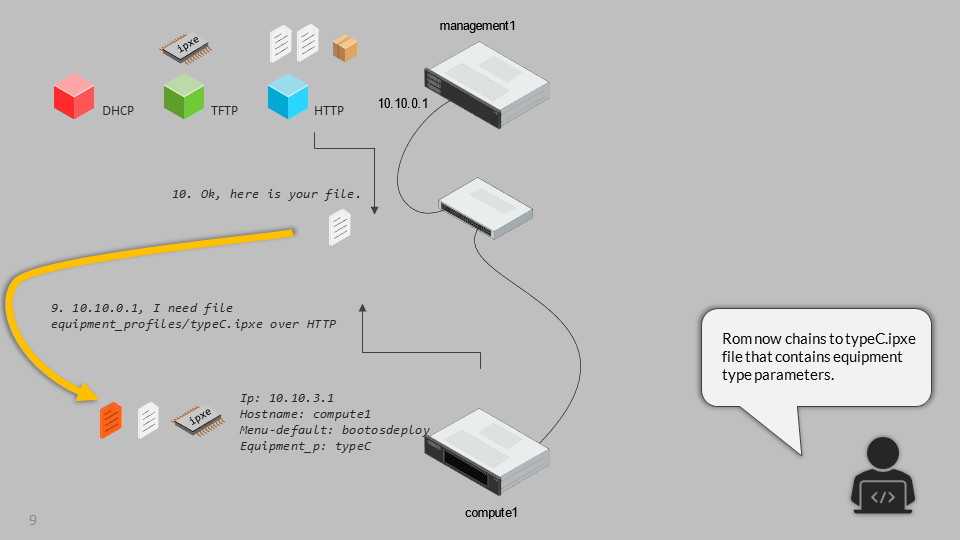 management1
ipxe
10.10.0.1
DHCP
TFTP
HTTP
10. Ok, here is your file.
9. 10.10.0.1, I need file
equipment_profiles/typeC.ipxe over HTTP
Rom now chains to typeC.ipxe
file that contains equipment
type parameters.
ipxe
Ip: 10.10.3.1
Hostname: compute1
Menu-default: bootosdeploy
Equipment_p: typeC
</>
compute1
9